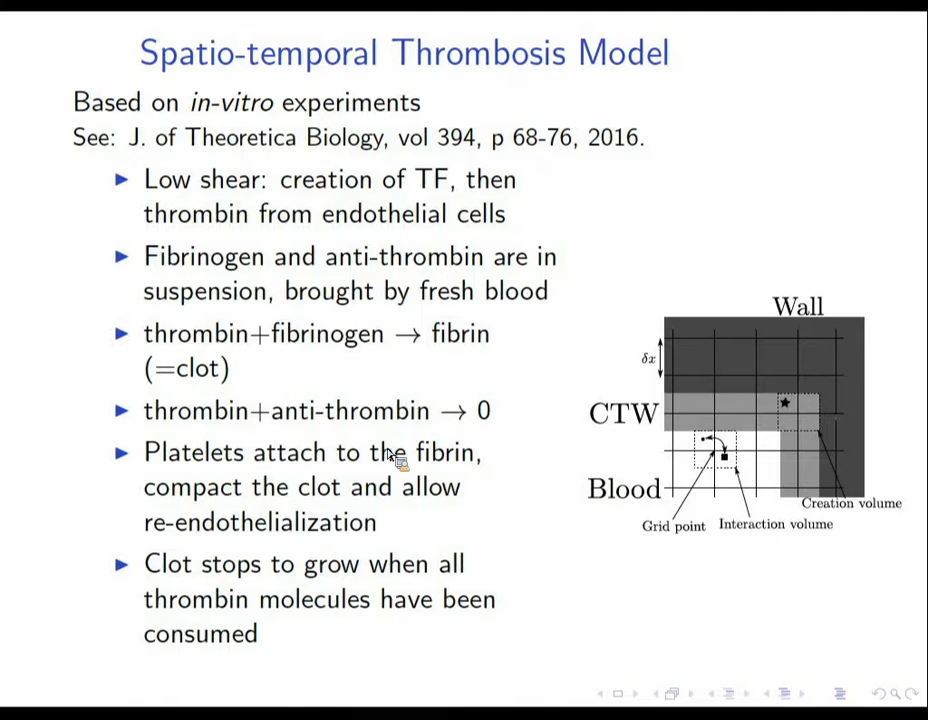 Spatio-temporal Thrombosis Model
Based on in-vitro experiments
See: J. of Theoretica Biology, vol 394, p 68-76, 2016.
▶ Low shear: creation of TF, then
thrombin from endothelial cells
▶ Fibrinogen and anti-thrombin are in
suspension, brought by fresh blood
▶ thrombin+fibrinogen → fibrin
(=clot)
▶ thrombin+anti-thrombin → 0
▶ Platelets attach to the fibrin,
compact the clot and allow
re-endothelialization
▶ Clot stops to grow when all
thrombin molecules have been
consumed
Wall
δx
CTW
Blood
Creation volume
Grid point
Interaction volume